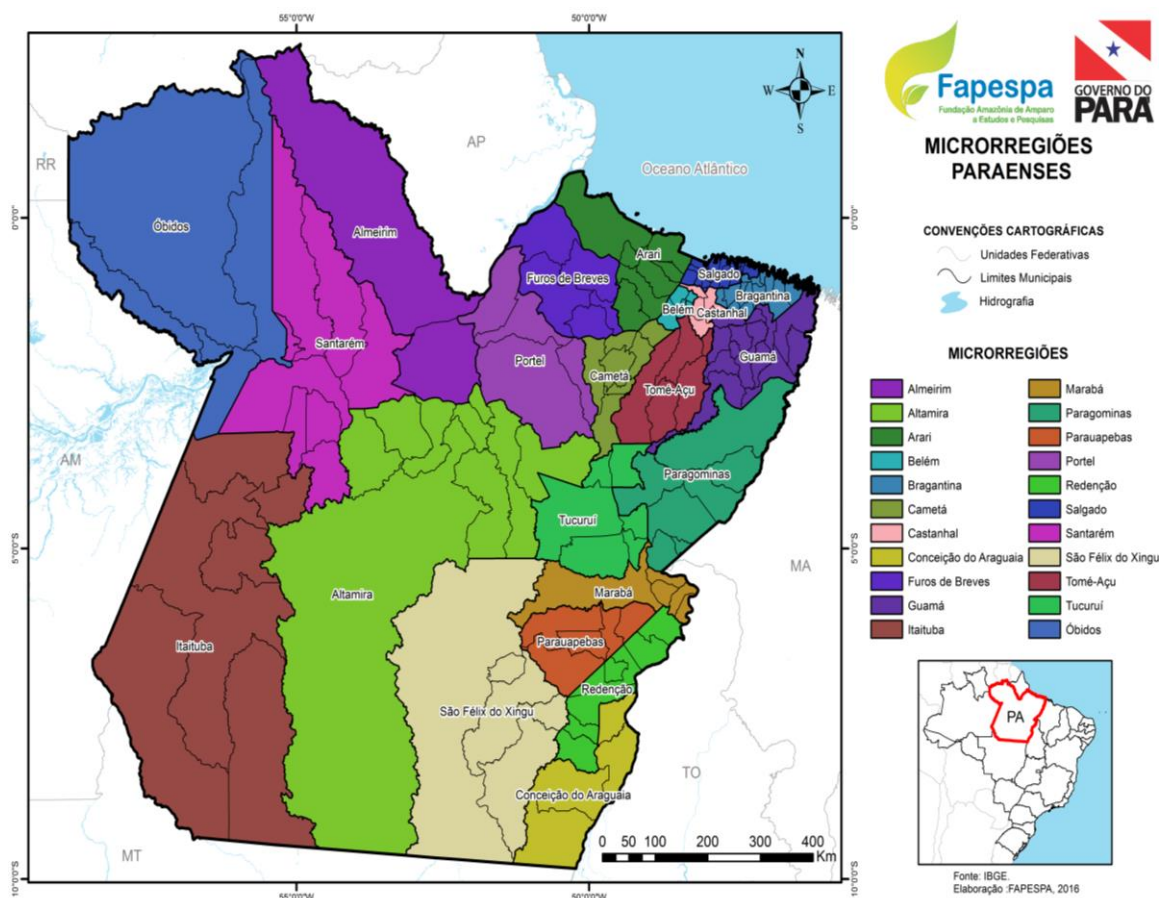 55°0'0"W
50°0'0"W
Fapespa
Fundação Amazônia de Amparo
a Estudos e Pesquisas
GOVERNO DO
PARÁ
MICRORREGIÕES
PARAENSES
N
W
E
S
RR
AP
Oceano Atlântico
0°0'0"
0°0'0"
Óbidos
Almeirim
Arari
Furos de Breves
Salgado
Bragantina
Belém
Castanhal
Santarém
Portel
Cametá
Tomé-Açu
Guamá
AM
Paragominas
Tucuruí
5°0'0"S
5°0'0"S
MA
Altamira
Marabá
Itaituba
Parauapebas
Redenção
São Félix do Xingu
TO
Conceição do Araguaia
MT
0 50 100 200 300 400
Km
10°0'0"S
10°0'0"S
55°0'0"W
50°0'0"W
CONVENÇÕES CARTOGRÁFICAS
Unidades Federativas
Limites Municipais
Hidrografia
MICRORREGIÕES
Almeirim
Altamira
Arari
Belém
Bragantina
Cametá
Castanhal
Conceição do Araguaia
Furos de Breves
Guamá
Itaituba
Marabá
Paragominas
Parauapebas
Portel
Redenção
Salgado
Santarém
São Félix do Xingu
Tomé-Açu
Tucuruí
Óbidos
PA
Fonte: IBGE.
Elaboração :FAPESPA, 2016